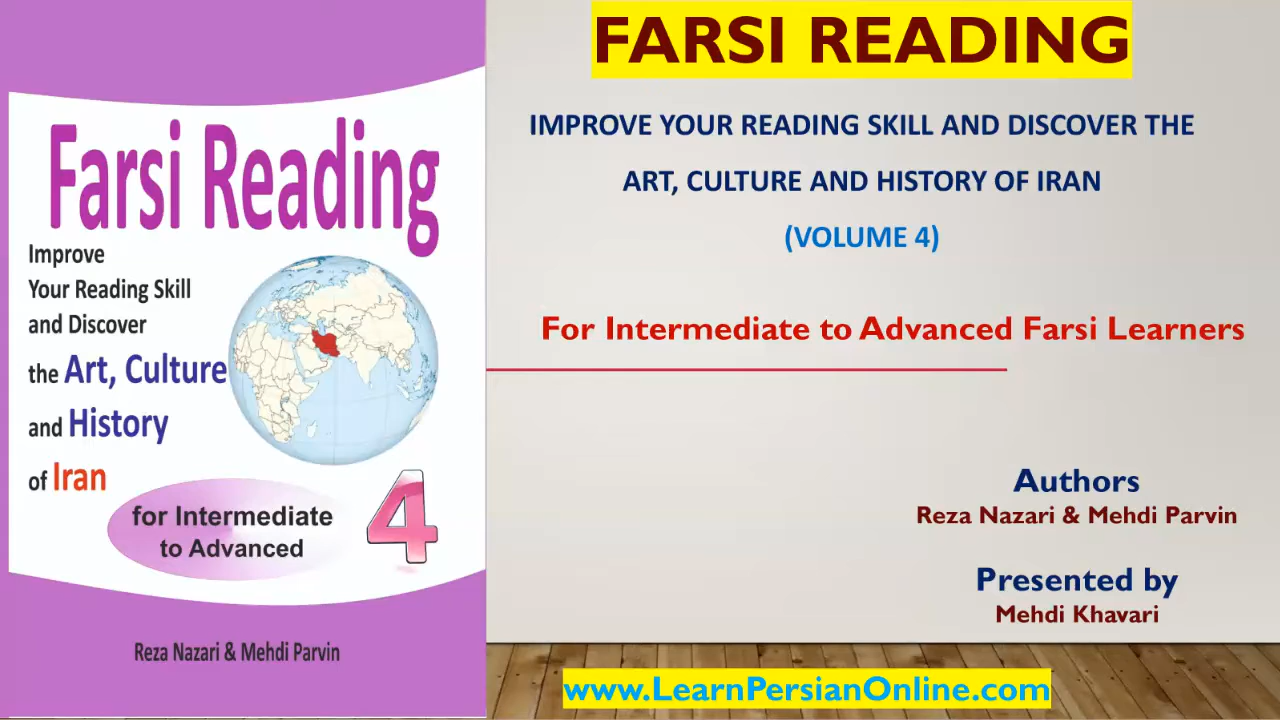 Farsi Reading
Improve
Your Reading Skill
and Discover
the Art, Culture
and History
of Iran
for Intermediate
to Advanced
4
Reza Nazari & Mehdi Parvin
FARSI READING
IMPROVE YOUR READING SKILL AND DISCOVER THE
ART, CULTURE AND HISTORY OF IRAN
(VOLUME 4)
For Intermediate to Advanced Farsi Learners
Authors
Reza Nazari & Mehdi Parvin
Presented by
Mehdi Khavari
www.LearnPersianOnline.com